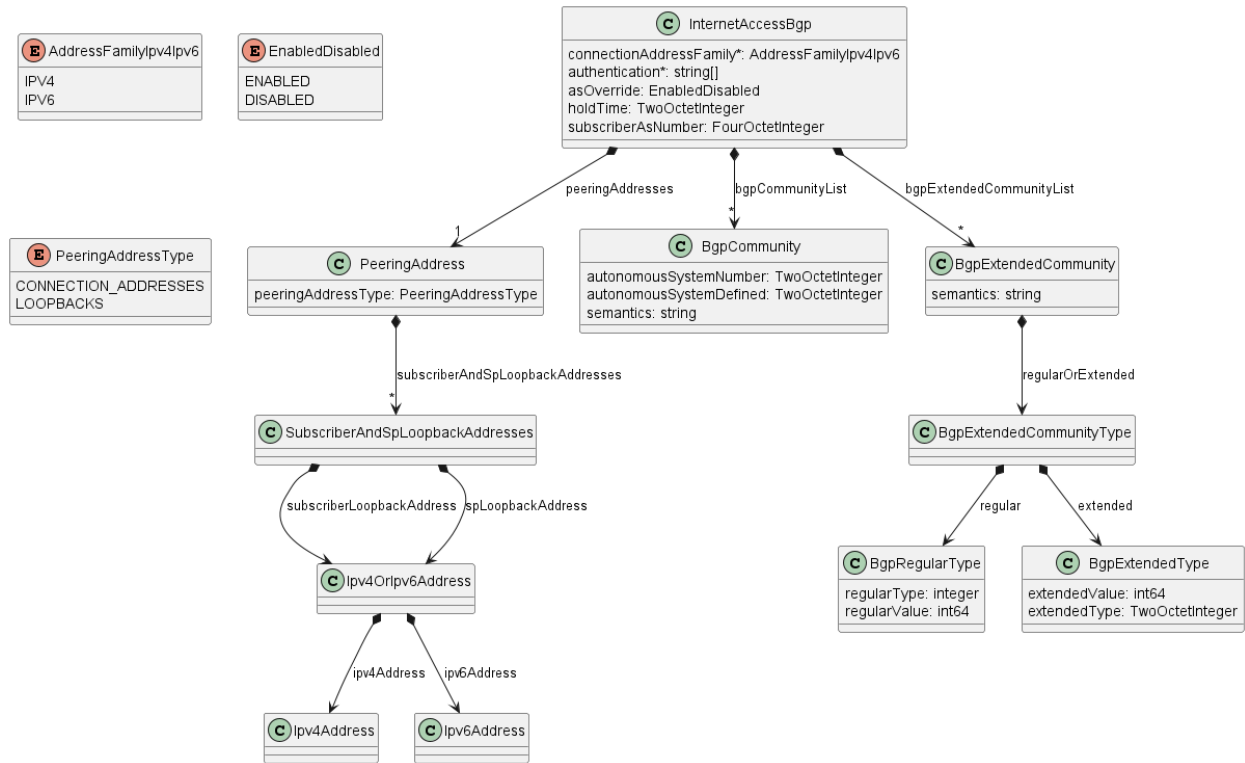 C InternetAccessBgp
connectionAddressFamily*: AddressFamilyIpv4Ipv6
authentication*: string[]
asOverride: EnabledDisabled
holdTime: TwoOctetInteger
subscriberAsNumber: FourOctetInteger
E AddressFamilyIpv4Ipv6
IPV4
IPV6
E EnabledDisabled
ENABLED
DISABLED
peeringAddresses
bgpCommunityList
bgpExtendedCommunityList
1
*
*
E PeeringAddressType
CONNECTION_ADDRESSES
LOOPBACKS
C PeeringAddress
peeringAddressType: PeeringAddressType
C BgpCommunity
autonomousSystemNumber: TwoOctetInteger
autonomousSystemDefined: TwoOctetInteger
semantics: string
C BgpExtendedCommunity
semantics: string
subscriberAndSpLoopbackAddresses
*
regularOrExtended
C SubscriberAndSpLoopbackAddresses
C BgpExtendedCommunityType
subscriberLoopbackAddress
spLoopbackAddress
regular
extended
C Ipv4OrIpv6Address
C BgpRegularType
regularType: integer
regularValue: int64
C BgpExtendedType
extendedValue: int64
extendedType: TwoOctetInteger
ipv4Address
ipv6Address
C Ipv4Address
C Ipv6Address